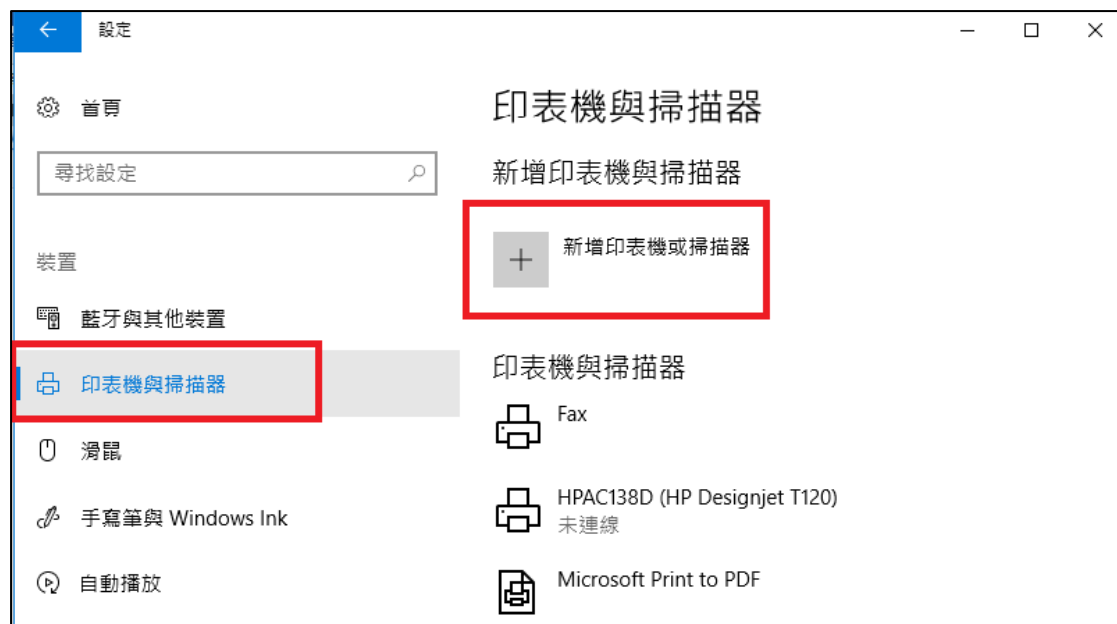 設定
首頁
尋找設定
裝置
藍牙與其他裝置
印表機與掃描器
滑鼠
手寫筆與 Windows Ink
自動播放
印表機與掃描器
新增印表機與掃描器
新增印表機或掃描器
印表機與掃描器
Fax
HPAC138D (HP Designjet T120)
未連線
Microsoft Print to PDF